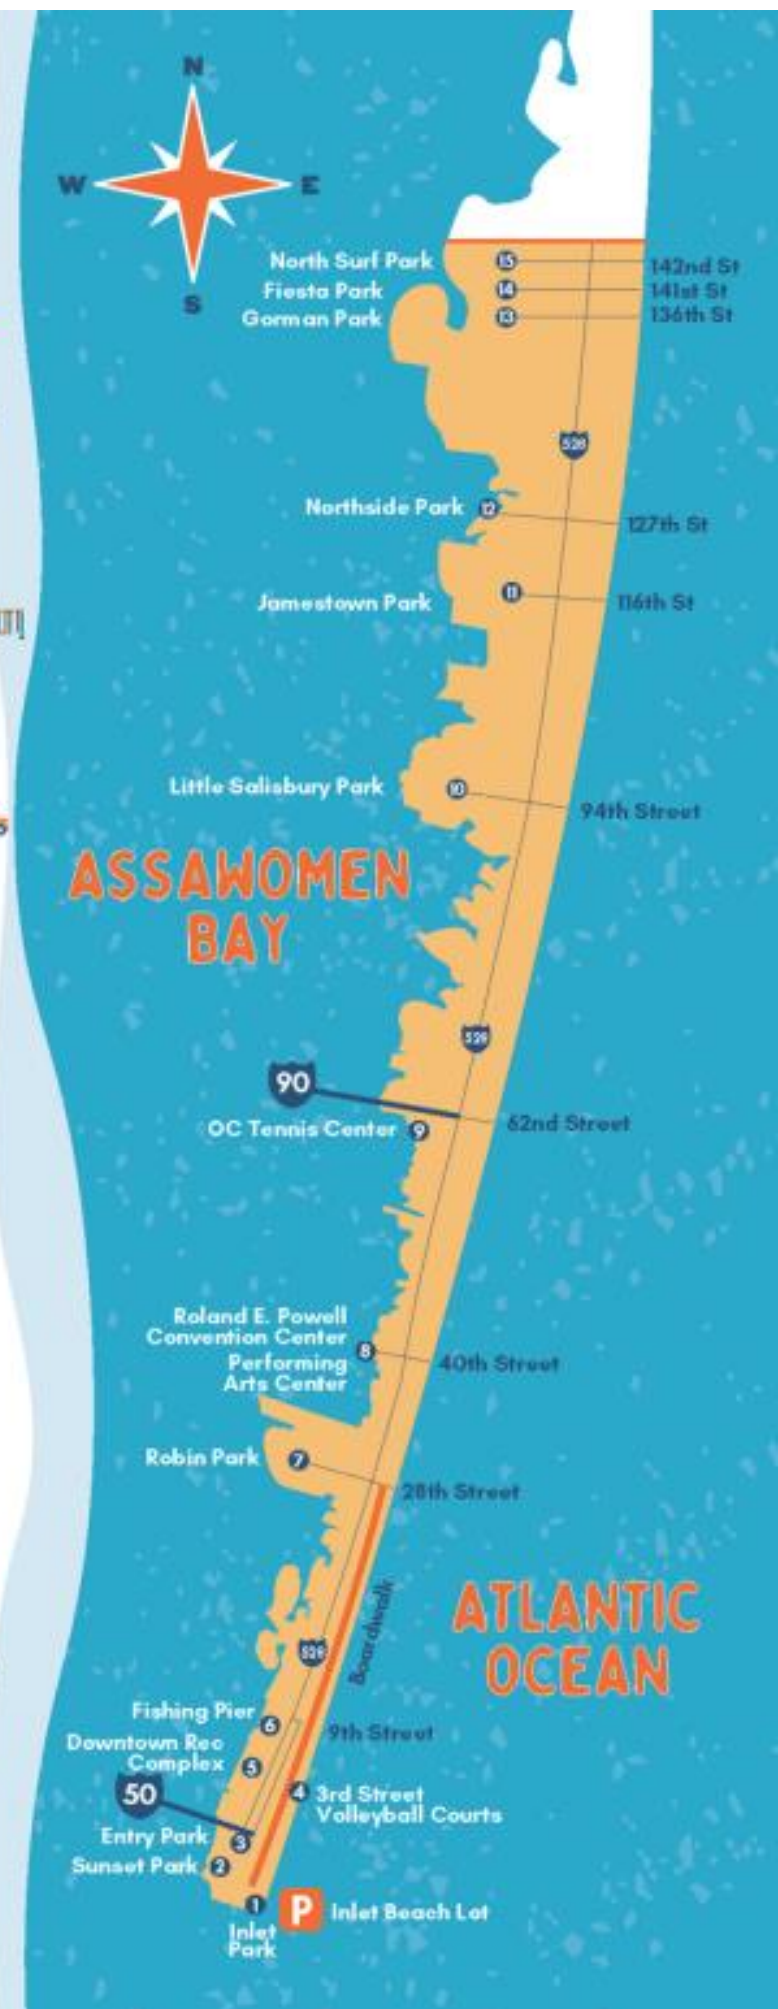 N
W
E
S
North Surf Park
15
142nd St
Fiesta Park
14
141st St
Gorman Park
13
136th St
528
Northside Park
12
127th St
Jamestown Park
11
116th St
Little Salisbury Park
10
94th Street
ASSAWOMEN
BAY
528
90
62nd Street
OC Tennis Center
9
Roland E. Powell
Convention Center
8
40th Street
Performing
Arts Center
Robin Park
7
28th Street
Boardwalk
ATLANTIC
OCEAN
528
Fishing Pier
6
9th Street
Downtown Rec
Complex
5
50
4
3rd Street
Volleyball Courts
Entry Park
3
Sunset Park
2
1
P
Inlet Beach Lot
Inlet
Park